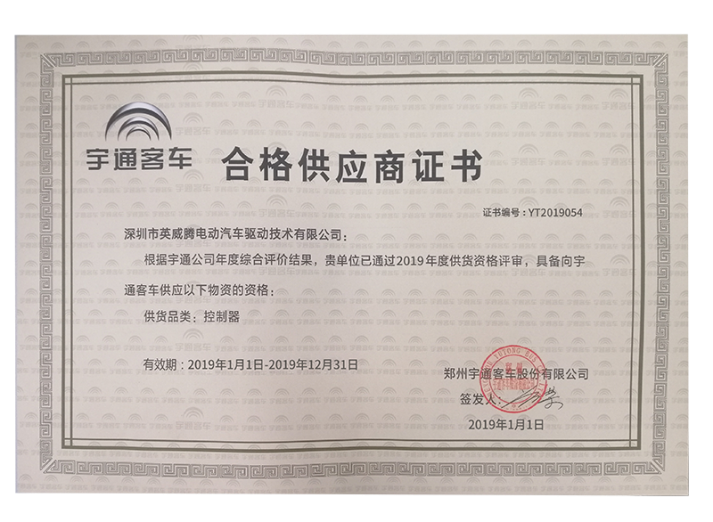 宇通客车
合格供应商证书
证书编号：YT2019054
深圳市英威腾电动汽车驱动技术有限公司：
根据宇通公司年度综合评价结果，贵单位已通过2019年度供货资格评审，具备向宇
通客车供应以下物资的资格：
供货品类：控制器
有效期：2019年1月1日-2019年12月31日
郑州宇通客车股份有限公司
签发人：
2019年1月1日